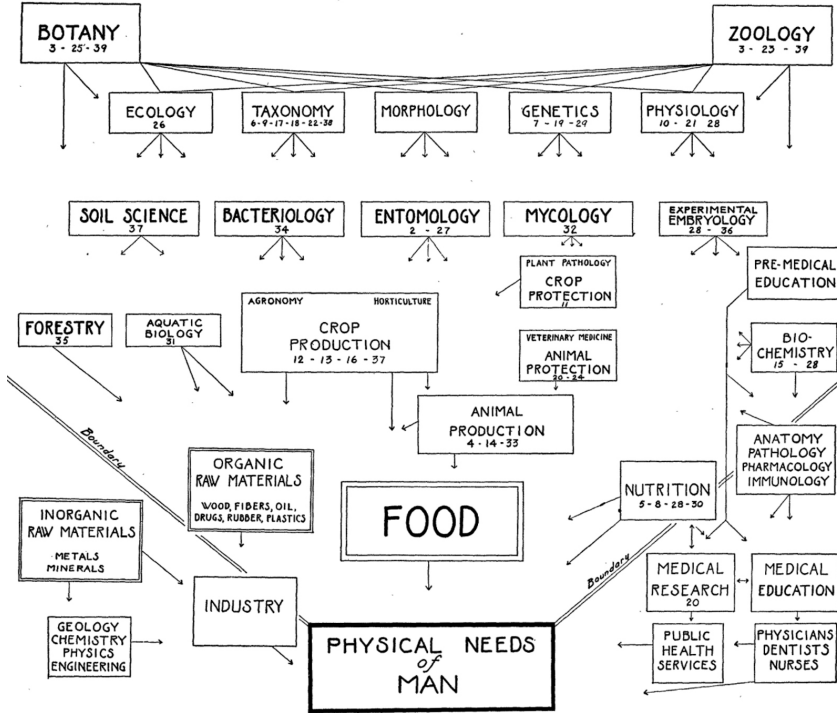 BOTANY
3 - 25 - 39
ZOOLOGY
3 - 23 - 39
ECOLOGY
26
TAXONOMY
6-9-17-18-22-38
MORPHOLOGY
GENETICS
7 - 19 - 29
PHYSIOLOGY
10 - 21 28
SOIL SCIENCE
37
BACTERIOLOGY
34
ENTOMOLOGY
2 - 27
MYCOLOGY
32
EXPERIMENTAL
EMBRYOLOGY
28 - 36
PLANT PATHOLOGY
CROP
PROTECTION
11
PRE-MEDICAL
EDUCATION
AGRONOMY HORTICULTURE
CROP
PRODUCTION
12 - 13 - 16 - 37
FORESTRY
35
AQUATIC
BIOLOGY
31
VETERINARY MEDICINE
ANIMAL
PROTECTION
20-24
BIO-
CHEMISTRY
15 - 28
ANIMAL
PRODUCTION
4 - 14 - 33
Boundary
ORGANIC
RAW MATERIALS
WOOD, FIBERS, OIL,
DRUGS, RUBBER, PLASTICS
ANATOMY
PATHOLOGY
PHARMACOLOGY
IMMUNOLOGY
NUTRITION
5 - 8 - 28 - 30
FOOD
INORGANIC
RAW MATERIALS
METALS
MINERALS
Boundary
INDUSTRY
MEDICAL
RESEARCH
20
MEDICAL
EDUCATION
GEOLOGY
CHEMISTRY
PHYSICS
ENGINEERING
PHYSICAL NEEDS
of
MAN
PUBLIC
HEALTH
SERVICES
PHYSICIANS
DENTISTS
NURSES